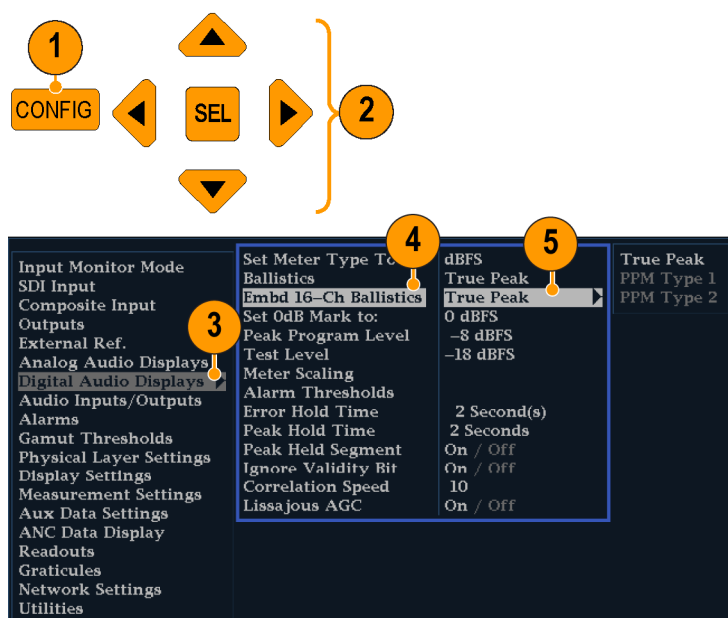 1
CONFIG
SEL
2
4
5
3
Input Monitor Mode
SDI Input
Composite Input
Outputs
External Ref.
Analog Audio Displays
Digital Audio Displays
Audio Inputs/Outputs
Alarms
Gamut Thresholds
Physical Layer Settings
Display Settings
Measurement Settings
Aux Data Settings
ANC Data Display
Readouts
Graticules
Network Settings
Utilities
Set Meter Type To dBFS
Ballistics True Peak
Embd 16-Ch Ballistics True Peak
Set 0dB Mark to: 0 dBFS
Peak Program Level -8 dBFS
Test Level -18 dBFS
Meter Scaling
Alarm Thresholds
Error Hold Time 2 Second(s)
Peak Hold Time 2 Seconds
Peak Held Segment On / Off
Ignore Validity Bit On / Off
Correlation Speed 10
Lissajous AGC On / Off
True Peak
PPM Type 1
PPM Type 2